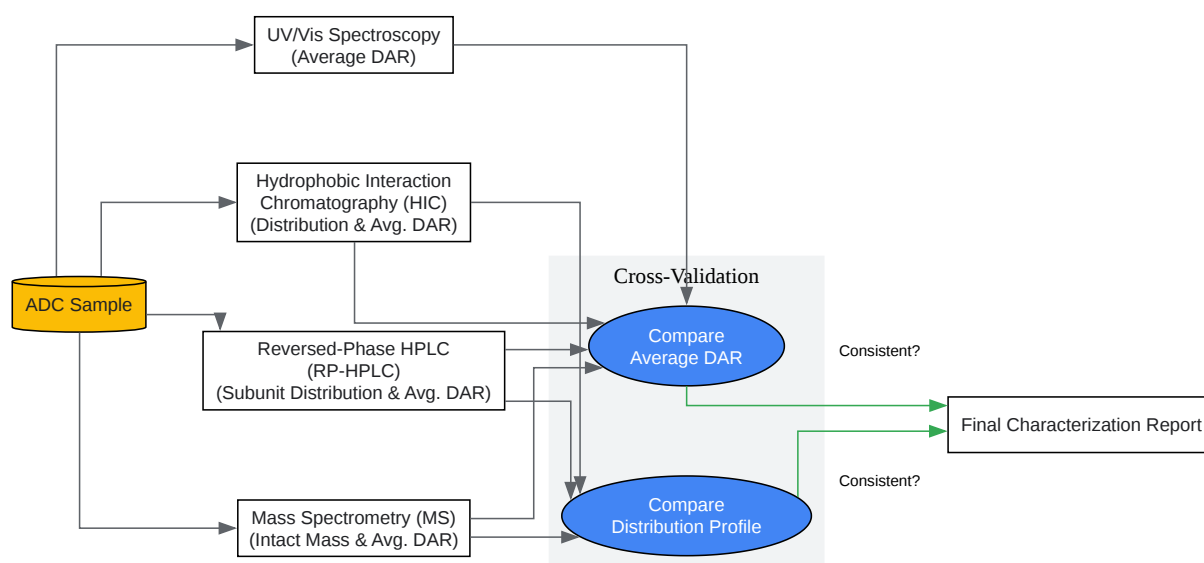 UV/Vis Spectroscopy
(Average DAR)
Hydrophobic Interaction
Chromatography (HIC)
(Distribution & Avg. DAR)
Cross-Validation
ADC Sample
Compare
Average DAR
Reversed-Phase HPLC
(RP-HPLC)
(Subunit Distribution & Avg. DAR)
Consistent?
Final Characterization Report
Consistent?
Compare
Distribution Profile
Mass Spectrometry (MS)
(Intact Mass & Avg. DAR)